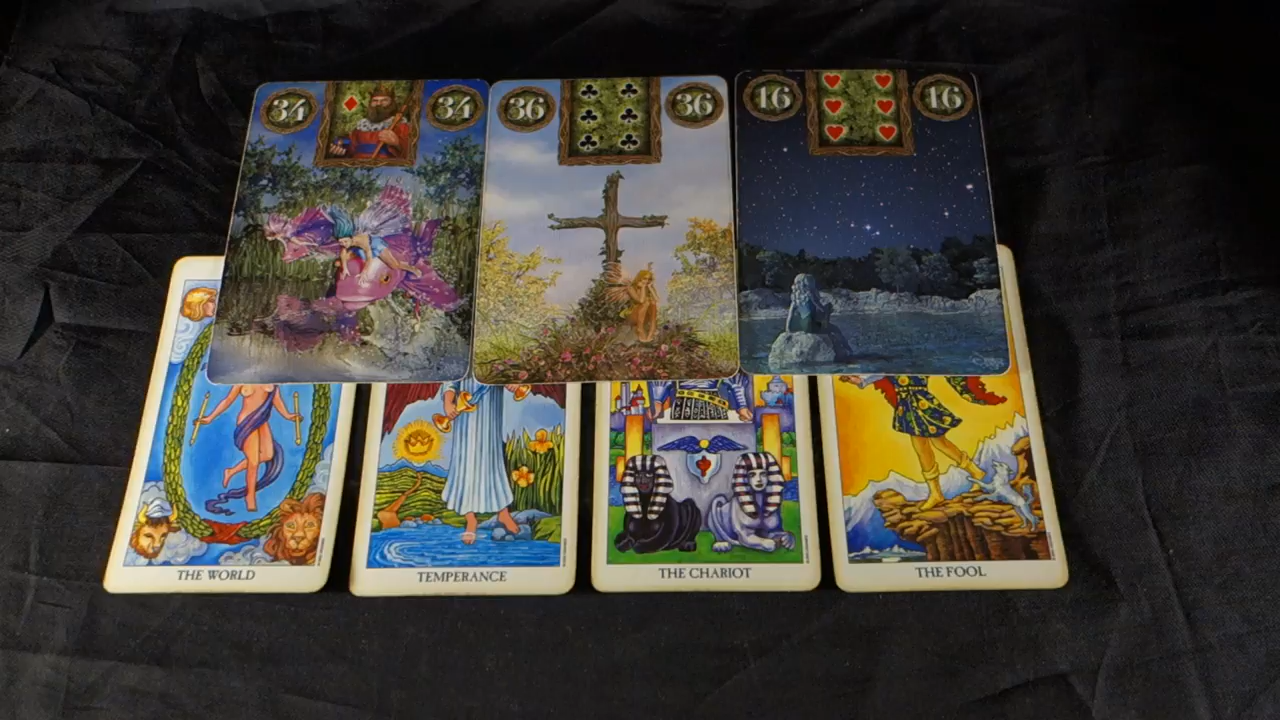 34 34
36 36
16 16
THE WORLD
TEMPERANCE
THE CHARIOT
THE FOOL